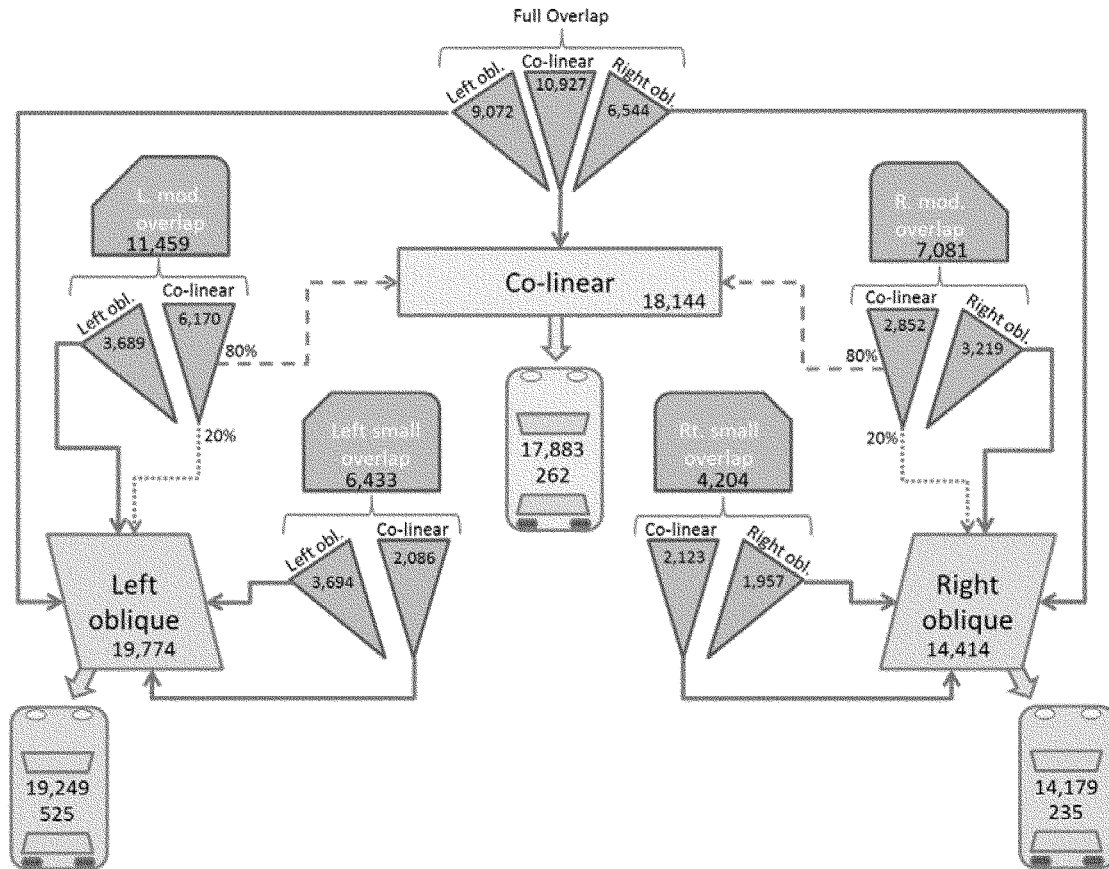 Full Overlap
Left obl.
Co-linear
Right obl.
9,072
10,927
6,544
L. mod.
overlap
11,459
R. mod.
overlap
7,081
Co-linear
18,144
Left obl.
Co-linear
3,689
6,170
80%
20%
Co-linear
Right obl.
2,852
3,219
80%
20%
Left small
overlap
6,433
17,883
262
Rt. small
overlap
4,204
Left obl.
Co-linear
3,694
2,086
Co-linear
Right obl.
2,123
1,957
Left
oblique
19,774
Right
oblique
14,414
19,249
525
14,179
235